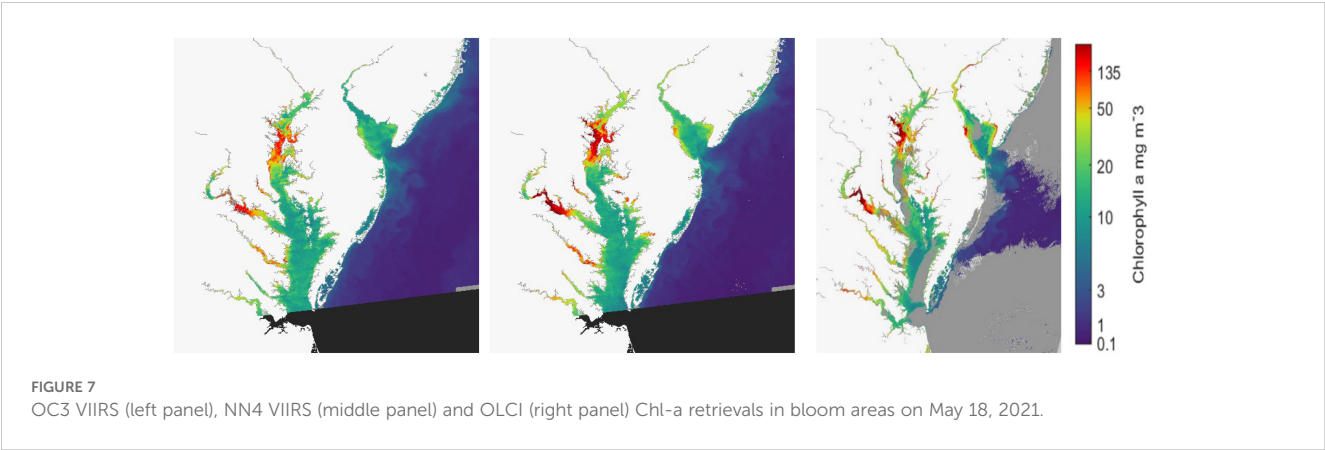 135
50
20
10
3
1
0.1
Chlorophyll a mg m^-3
FIGURE 7
OC3 VIIRS (left panel), NN4 VIIRS (middle panel) and OLCI (right panel) Chl-a retrievals in bloom areas on May 18, 2021.